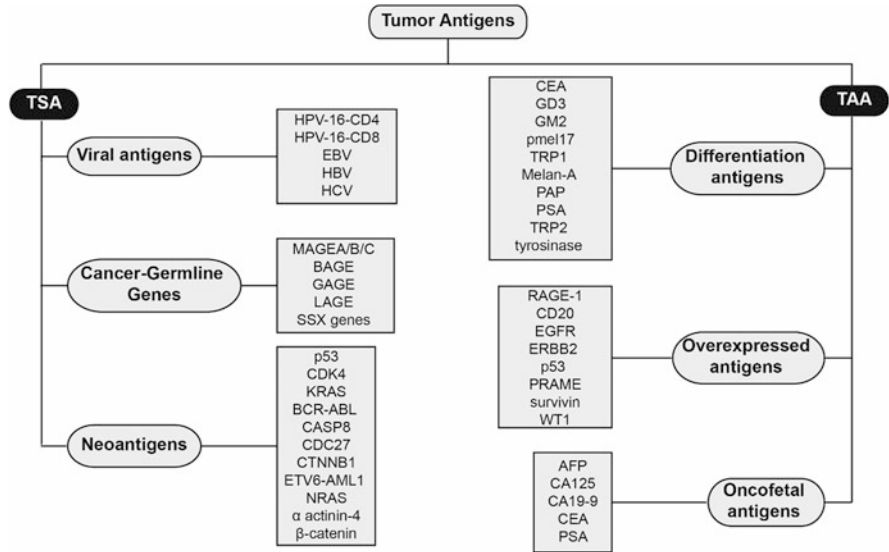 Tumor Antigens
TSA
Viral antigens
HPV-16-CD4
HPV-16-CD8
EBV
HBV
HCV
Cancer-Germline
Genes
MAGEA/B/C
BAGE
GAGE
LAGE
SSX genes
Neoantigens
p53
CDK4
KRAS
BCR-ABL
CASP8
CDC27
CTNNB1
ETV6-AML1
NRAS
α actinin-4
β-catenin
TAA
CEA
GD3
GM2
pmel17
TRP1
Melan-A
PAP
PSA
TRP2
tyrosinase
Differentiation
antigens
RAGE-1
CD20
EGFR
ERBB2
p53
PRAME
survivin
WT1
Overexpressed
antigens
AFP
CA125
CA19-9
CEA
PSA
Oncofetal
antigens